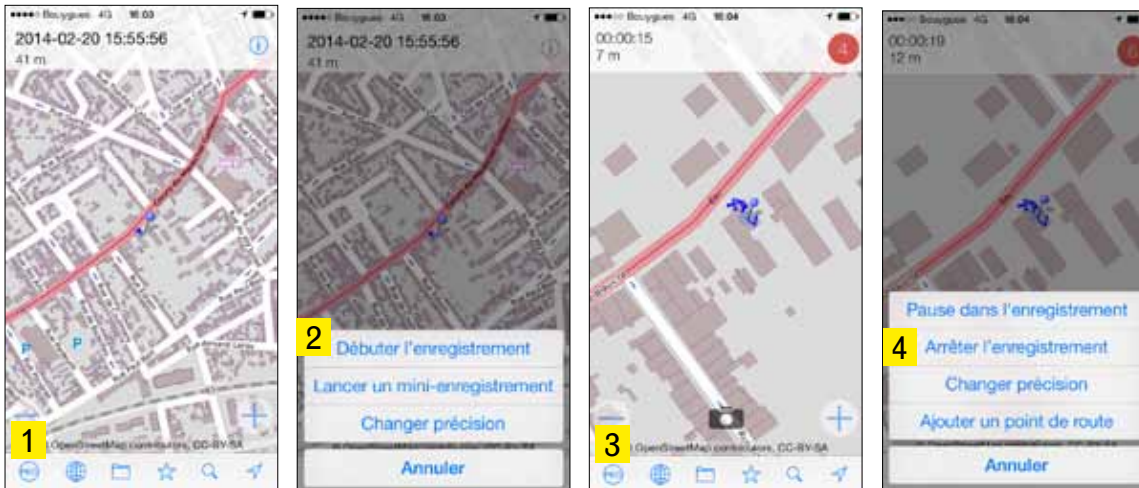 Bouygues 4G 16:03
2014-02-20 15:55:56
41 m
P
P
1
OpenStreetMap contributors, CC-BY-SA
Bouygues 4G 16:03
2014-02-20 15:55:56
41 m
2
Débuter l'enregistrement
Lancer un mini-enregistrement
Changer précision
Annuler
Bouygues 4G 16:04
00:00:15
7 m
4
3
OpenStreetMap contributors, CC-BY-SA
Bouygues 4G 16:04
00:00:19
12 m
Pause dans l'enregistrement
4
Arrêter l'enregistrement
Changer précision
Ajouter un point de route
Annuler